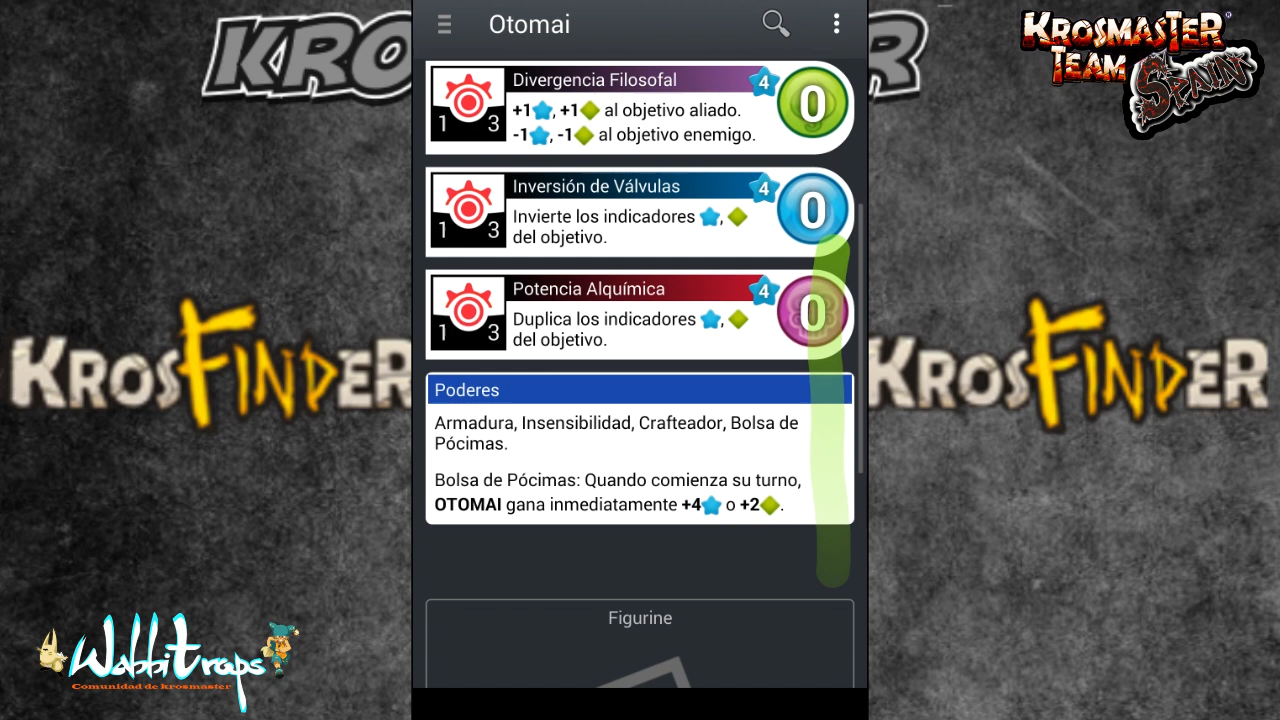 Otomai
KROSMASTER
TEAM SPAIN
Divergencia Filosofal 4 0
+1, +1 al objetivo aliado.
-1, -1 al objetivo enemigo.
1 3
Inversión de Válvulas 4 0
Invierte los indicadores ,
del objetivo.
1 3
Potencia Alquímica 4 0
Duplica los indicadores ,
del objetivo.
1 3
Poderes
Armadura, Insensibilidad, Crafteador, Bolsa de
Pócimas.
Bolsa de Pócimas: Quando comienza su turno,
OTOMAI gana inmediatamente +4 o +2.
Figurine
KROSFINDER
KROSFINDER
Wabbitraps
Comunidad de krosmaster